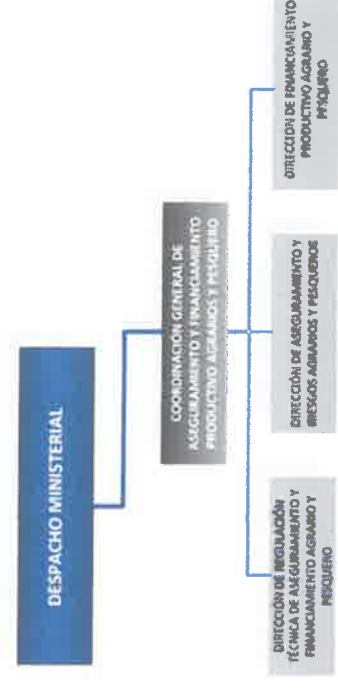 DESPACHO MINISTERIAL
COORDINACIÓN GENERAL DE
ASEGURAMIENTO Y FINANCIAMIENTO
PRODUCTIVO AGRARIOS Y PESQUERO
DIRECCIÓN DE REGULACIÓN
TÉCNICA DE ASEGURAMIENTO Y
FINANCIAMIENTO AGRARIO Y
PESQUERO
DIRECCIÓN DE ASEGURAMIENTO Y
RIESGOS AGRARIOS Y PESQUEROS
DIRECCIÓN DE FINANCIAMIENTO
PRODUCTIVO AGRARIO Y
PESQUERO